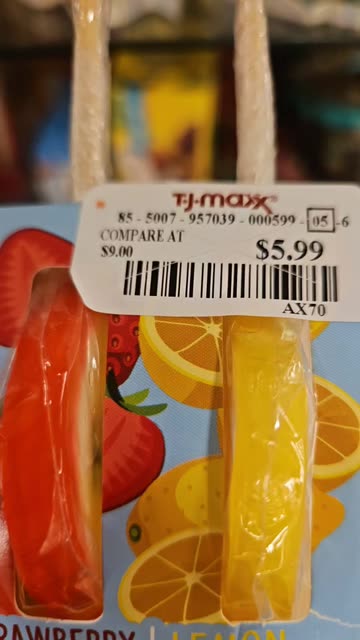 T.J.maxx®
85 - 5007 - 957039 - 000599 - 05 - 6
COMPARE AT
$9.00
$5.99
AX70
RAWBERRY | LEMON